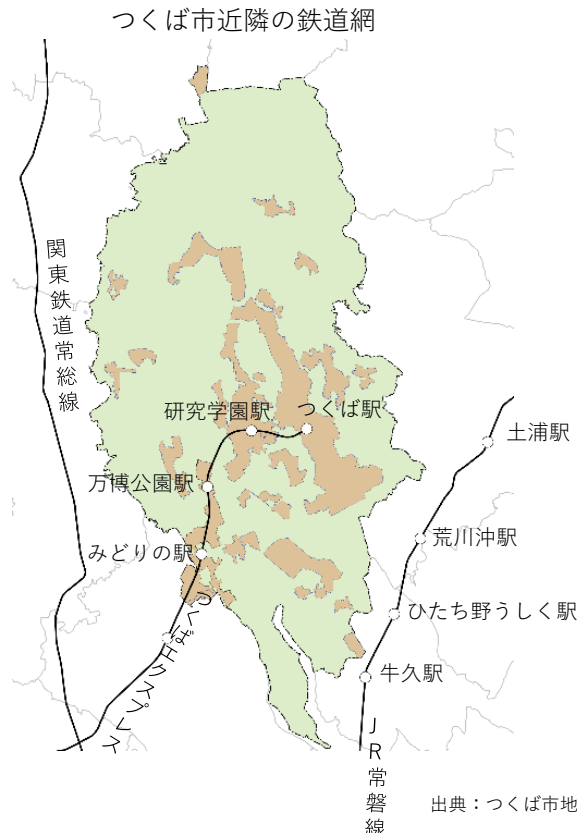 つくば市近隣の鉄道網
関東鉄道常総線
研究学園駅
つくば駅
土浦駅
万博公園駅
荒川沖駅
みどりの駅
ひたち野うしく駅
つくばエクスプレス
牛久駅
JR常磐線
出典：つくば市地